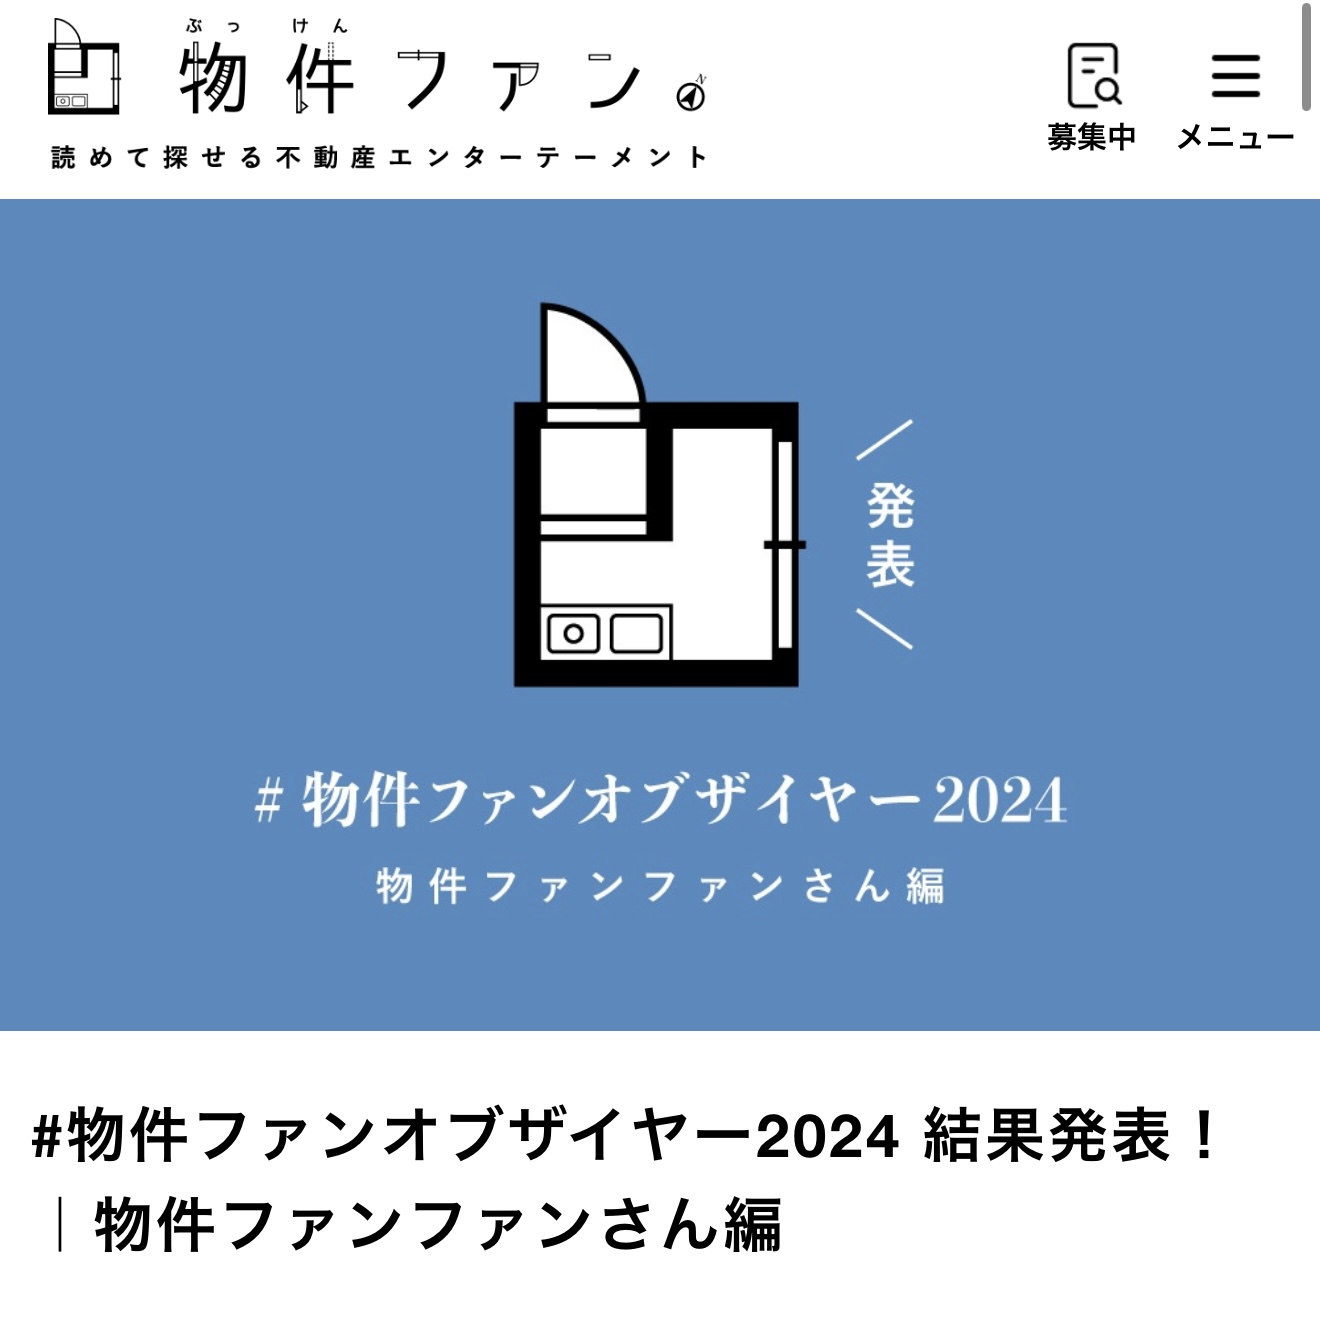 ぶっ けん
物件ファン N
読めて探せる不動産エンターテーメント
募集中
メニュー
発表
#物件ファンオブザイヤー2024
物件ファンファンさん編
#物件ファンオブザイヤー2024 結果発表！
｜物件ファンファンさん編